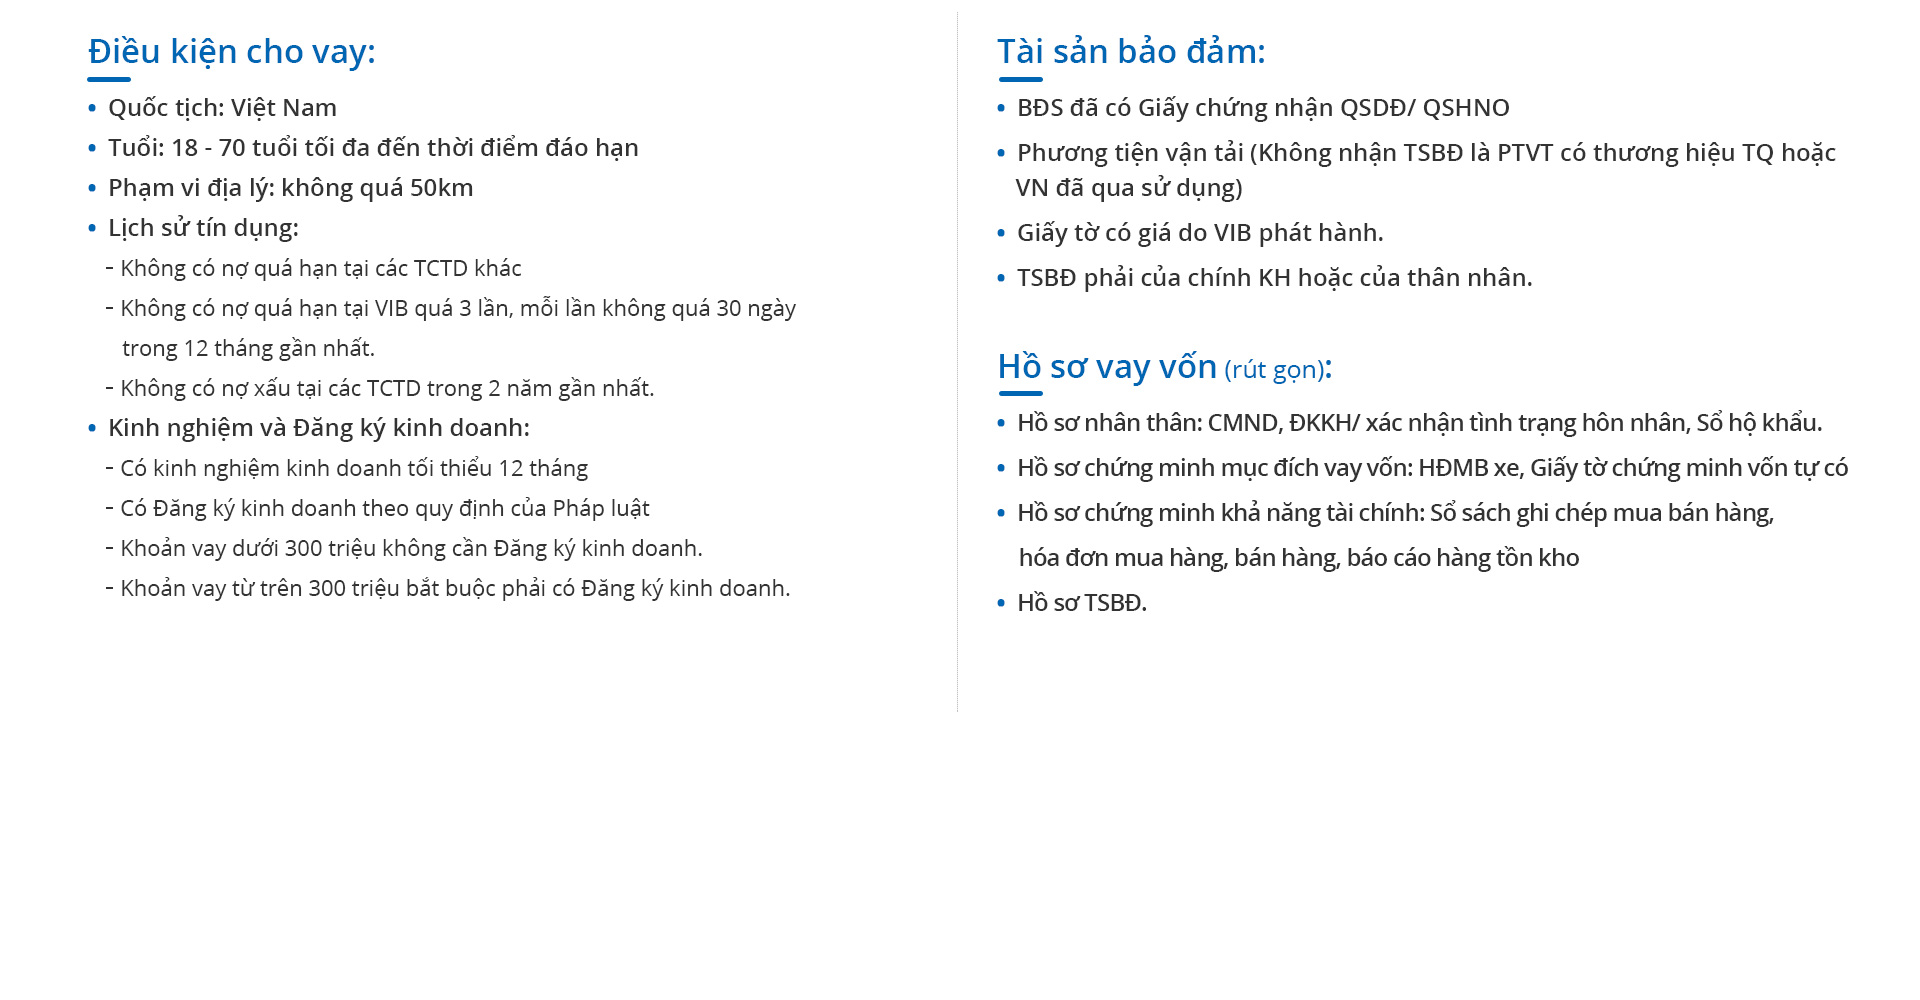 Điều kiện cho vay:
• Quốc tịch: Việt Nam
• Tuổi: 18 - 70 tuổi tối đa đến thời điểm đáo hạn
• Phạm vi địa lý: không quá 50km
• Lịch sử tín dụng:
- Không có nợ quá hạn tại các TCTD khác
- Không có nợ quá hạn tại VIB quá 3 lần, mỗi lần không quá 30 ngày
trong 12 tháng gần nhất.
- Không có nợ xấu tại các TCTD trong 2 năm gần nhất.
• Kinh nghiệm và Đăng ký kinh doanh:
- Có kinh nghiệm kinh doanh tối thiểu 12 tháng
- Có Đăng ký kinh doanh theo quy định của Pháp luật
- Khoản vay dưới 300 triệu không cần Đăng ký kinh doanh.
- Khoản vay từ trên 300 triệu bắt buộc phải có Đăng ký kinh doanh.
Tài sản bảo đảm:
• BĐS đã có Giấy chứng nhận QSDĐ/ QSHNO
• Phương tiện vận tải (Không nhận TSBĐ là PTVT có thương hiệu TQ hoặc
VN đã qua sử dụng)
• Giấy tờ có giá do VIB phát hành.
• TSBĐ phải của chính KH hoặc của thân nhân.
Hồ sơ vay vốn (rút gọn):
• Hồ sơ nhân thân: CMND, ĐKKH/ xác nhận tình trạng hôn nhân, Sổ hộ khẩu.
• Hồ sơ chứng minh mục đích vay vốn: HĐMB xe, Giấy tờ chứng minh vốn tự có
• Hồ sơ chứng minh khả năng tài chính: Sổ sách ghi chép mua bán hàng,
hóa đơn mua hàng, bán hàng, báo cáo hàng tồn kho
• Hồ sơ TSBĐ.